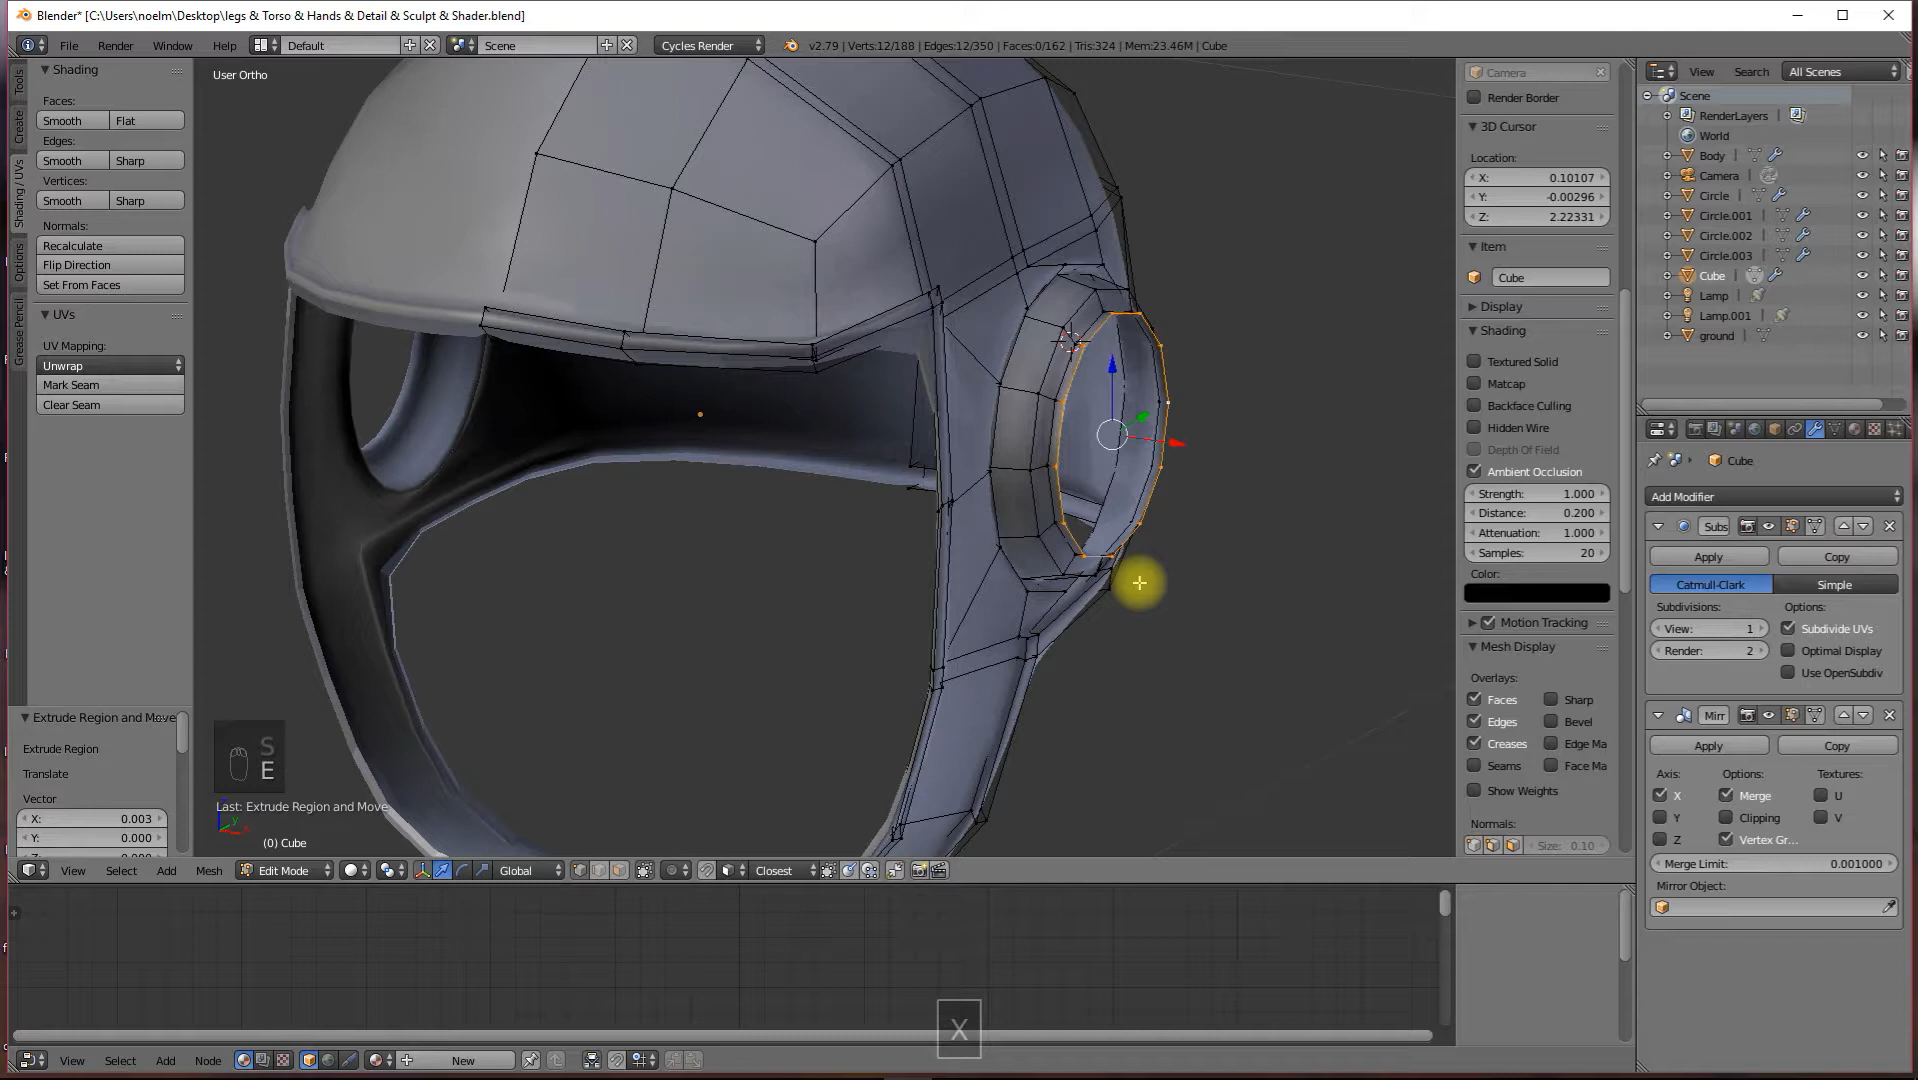 Blender* [C:\Users\noelm\Desktop\legs & Torso & Hands & Detail & Sculpt & Shader.blend]
File Render Window Help Default Scene Cycles Render v2.79 | Verts:12/188 | Edges:12/350 | Faces:0/162 | Tris:324 | Mem:23.46M | Cube
Tools
Create
Shading / UVs
Options
Grease Pencil
Shading
Faces:
Smooth Flat
Edges:
Smooth Sharp
Vertices:
Smooth Sharp
Normals:
Recalculate
Flip Direction
Set From Faces
UVs
UV Mapping:
Unwrap
Mark Seam
Clear Seam
Extrude Region and Move
Extrude Region
Translate
Vector
X: 0.003
Y: 0.000
User Ortho
S
E
Last: Extrude Region and Move
(0) Cube
View Select Add Mesh Edit Mode Global Closest
X
View Select Add Node New
Camera
Render Border
3D Cursor
Location:
X: 0.10107
Y: -0.00296
Z: 2.22331
Item
Cube
Display
Shading
Textured Solid
Matcap
Backface Culling
Hidden Wire
Depth Of Field
Ambient Occlusion
Strength: 1.000
Distance: 0.200
Attenuation: 1.000
Samples: 20
Color:
Motion Tracking
Mesh Display
Overlays:
Faces Sharp
Edges Bevel
Creases Edge Ma
Seams Face Ma
Show Weights
Normals:
Size: 0.10
View Search All Scenes
Scene
RenderLayers
World
Body
Camera
Circle
Circle.001
Circle.002
Circle.003
Cube
Lamp
Lamp.001
ground
Cube
Add Modifier
Subs
Apply Copy
Catmull-Clark Simple
Subdivisions: Options:
View: 1 Subdivide UVs
Render: 2 Optimal Display
Use OpenSubdiv
Mirr
Apply Copy
Axis: Options: Textures:
X Merge U
Y Clipping V
Z Vertex Gr...
Merge Limit: 0.001000
Mirror Object: